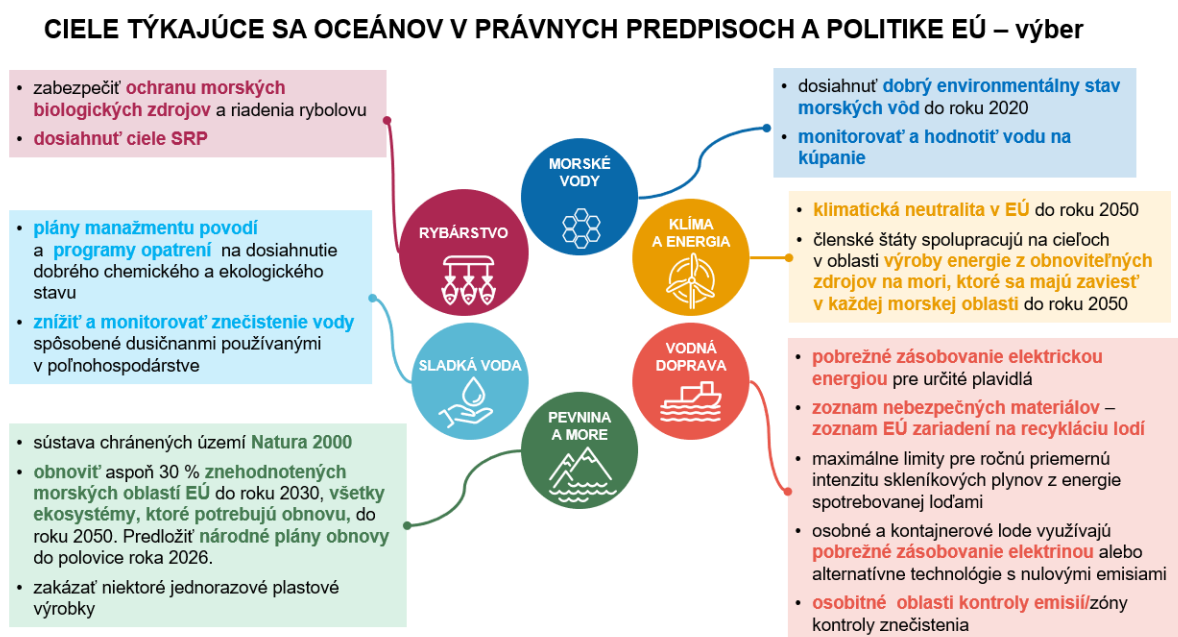 CIELE TÝKAJÚCE SA OCEÁNOV V PRÁVNYCH PREDPISOCH A POLITIKE EÚ – výber
• zabezpečiť ochranu morských
biologických zdrojov a riadenia rybolovu
• dosiahnuť ciele SRP
• dosiahnuť dobrý environmentálny stav
morských vôd do roku 2020
• monitorovať a hodnotiť vodu na
kúpanie
MORSKÉ
VODY
RYBÁRSTVO
KLÍMA
A ENERGIA
• plány manažmentu povodí
a programy opatrení na dosiahnutie
dobrého chemického a ekologického
stavu
• znížiť a monitorovať znečistenie vody
spôsobené dusičnanmi používanými
v poľnohospodárstve
• klimatická neutralita v EÚ do roku 2050
• členské štáty spolupracujú na cieľoch
v oblasti výroby energie z obnoviteľných
zdrojov na mori, ktoré sa majú zaviesť
v každej morskej oblasti do roku 2050
SLADKÁ VODA
VODNÁ
DOPRAVA
PEVNINA
A MORE
• sústava chránených území Natura 2000
• obnoviť aspoň 30 % znehodnotených
morských oblastí EÚ do roku 2030, všetky
ekosystémy, ktoré potrebujú obnovu, do
roku 2050. Predložiť národné plány obnovy
do polovice roka 2026.
• zakázať niektoré jednorazové plastové
výrobky
• pobrežné zásobovanie elektrickou
energiou pre určité plavidlá
• zoznam nebezpečných materiálov –
zoznam EÚ zariadení na recykláciu lodí
• maximálne limity pre ročnú priemernú
intenzitu skleníkových plynov z energie
spotrebovanej loďami
• osobné a kontajnerové lode využívajú
pobrežné zásobovanie elektrinou alebo
alternatívne technológie s nulovými emisiami
• osobitné oblasti kontroly emisií/zóny
kontroly znečistenia